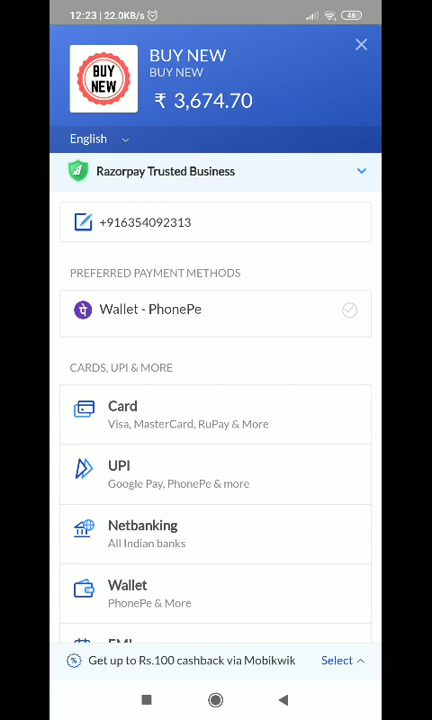 12:23 | 22.0KB/s
46
BUY NEW
BUY NEW
BUY
NEW
₹ 3,674.70
English
Razorpay Trusted Business
+916354092313
PREFERRED PAYMENT METHODS
Wallet - PhonePe
CARDS, UPI & MORE
Card
Visa, MasterCard, RuPay & More
UPI
Google Pay, PhonePe & more
Netbanking
All Indian banks
Wallet
PhonePe & More
EMI
Get up to Rs.100 cashback via Mobikwik Select